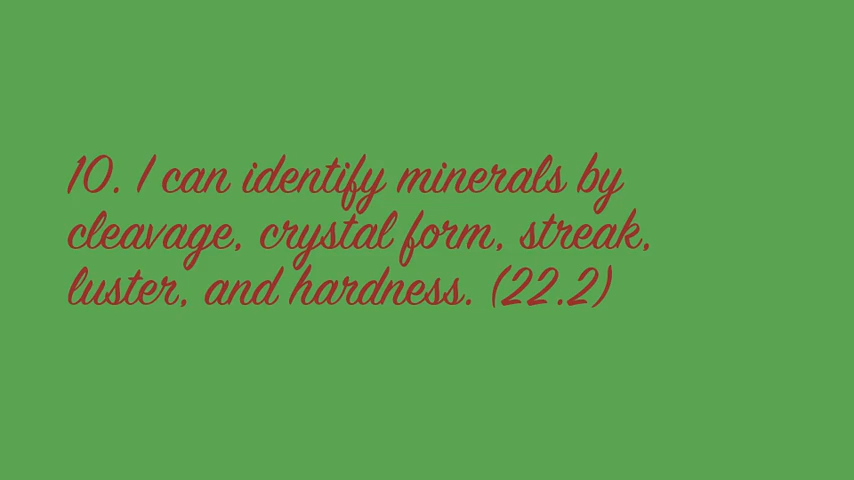 10. I can identify minerals by
cleavage, crystal form, streak,
luster, and hardness. (22.2)